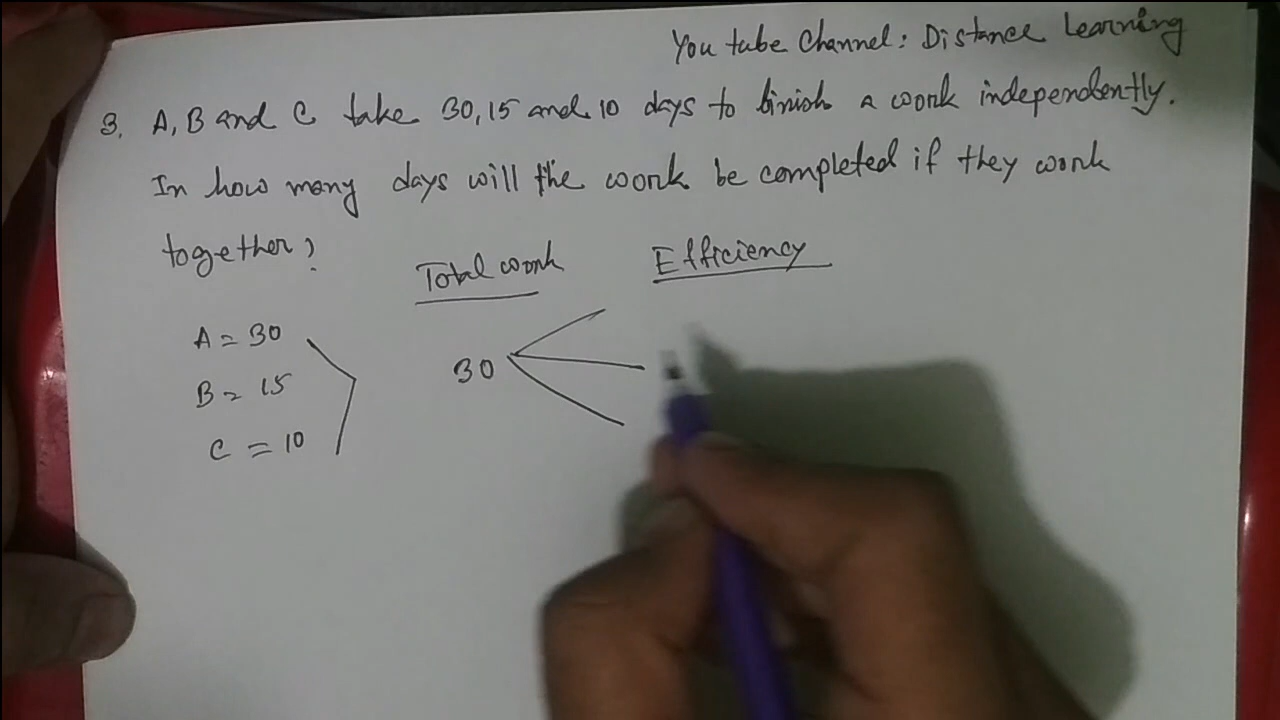 You tube Channel: Distance Learning
3. A, B and C take 30, 15 and 10 days to finish a work independently.
In how many days will the work be completed if they work
together?
Total work
Efficiency
A = 30
B = 15
C = 10
30